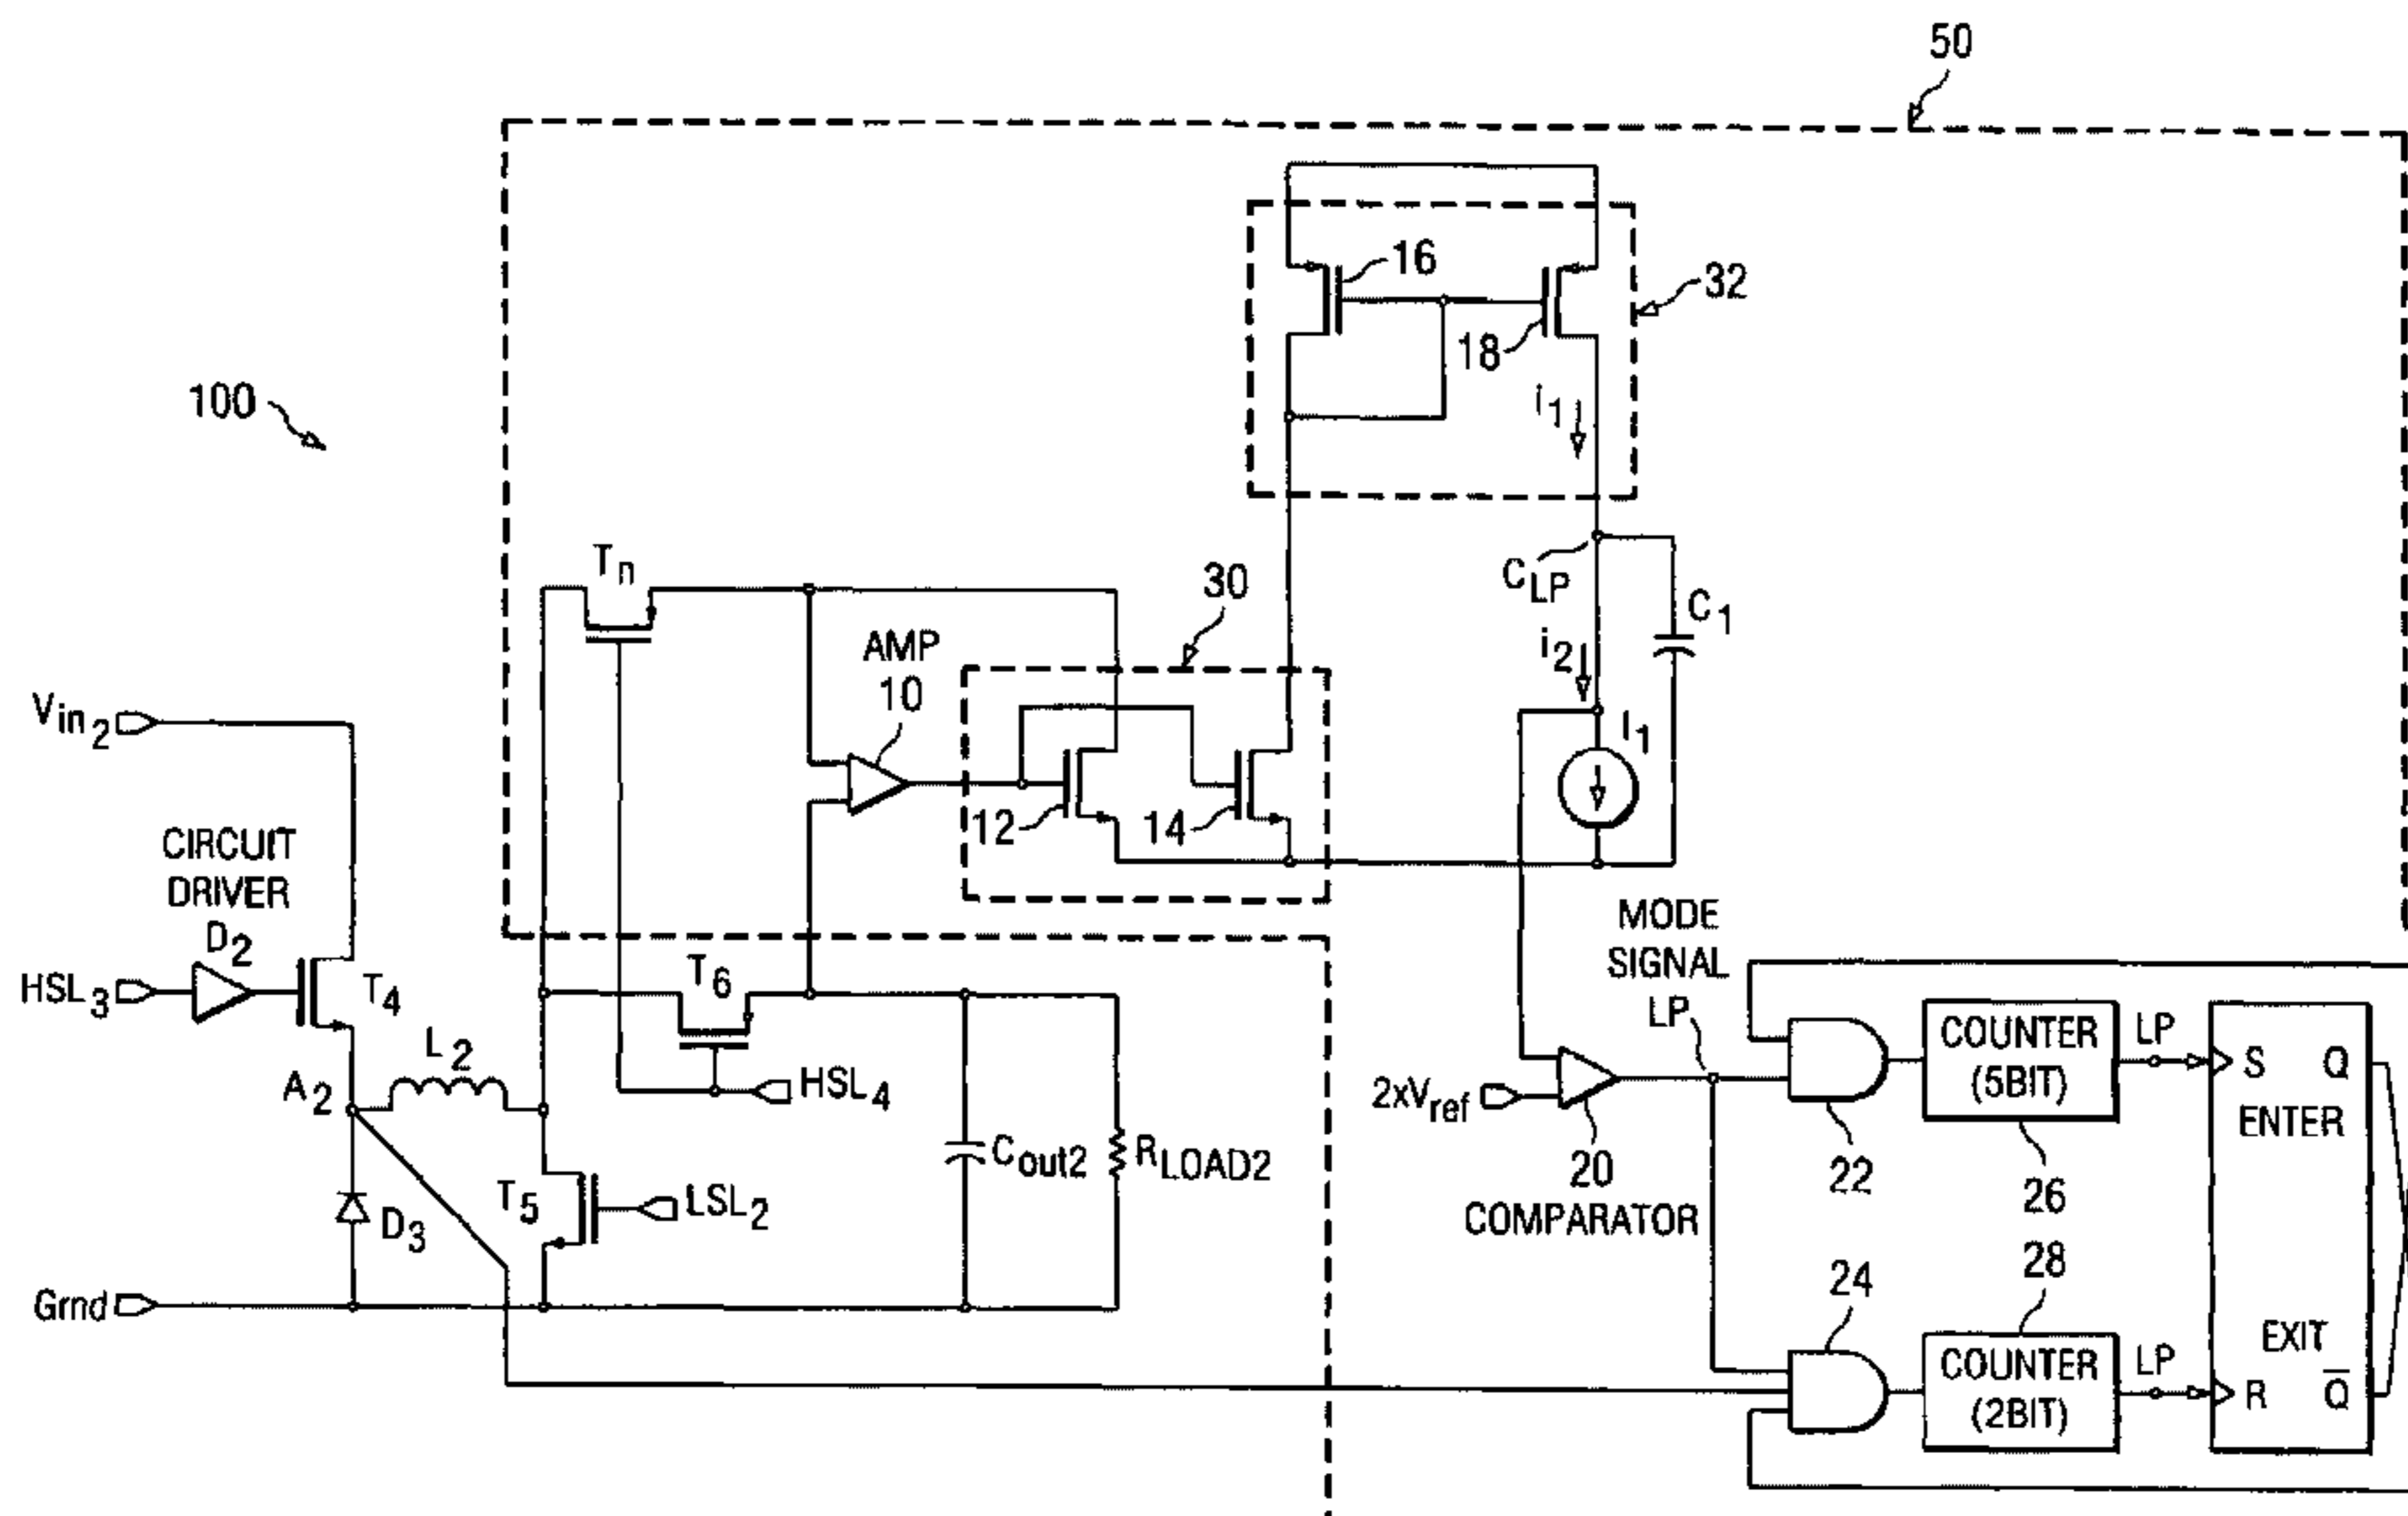 50
100
16
18
32
i1
CLP
C1
i2
I1
Tn
AMP
10
30
12
14
Vin2
CIRCUIT
DRIVER
D2
HSL3
T4
L2
A2
D3
Grnd
T5
LSL2
T6
HSL4
Cout2
RLOAD2
MODE
SIGNAL
LP
2xVref
20
COMPARATOR
22
COUNTER
(5BIT)
26
LP
S
Q
ENTER
24
28
COUNTER
(2BIT)
LP
EXIT
R
Q̅